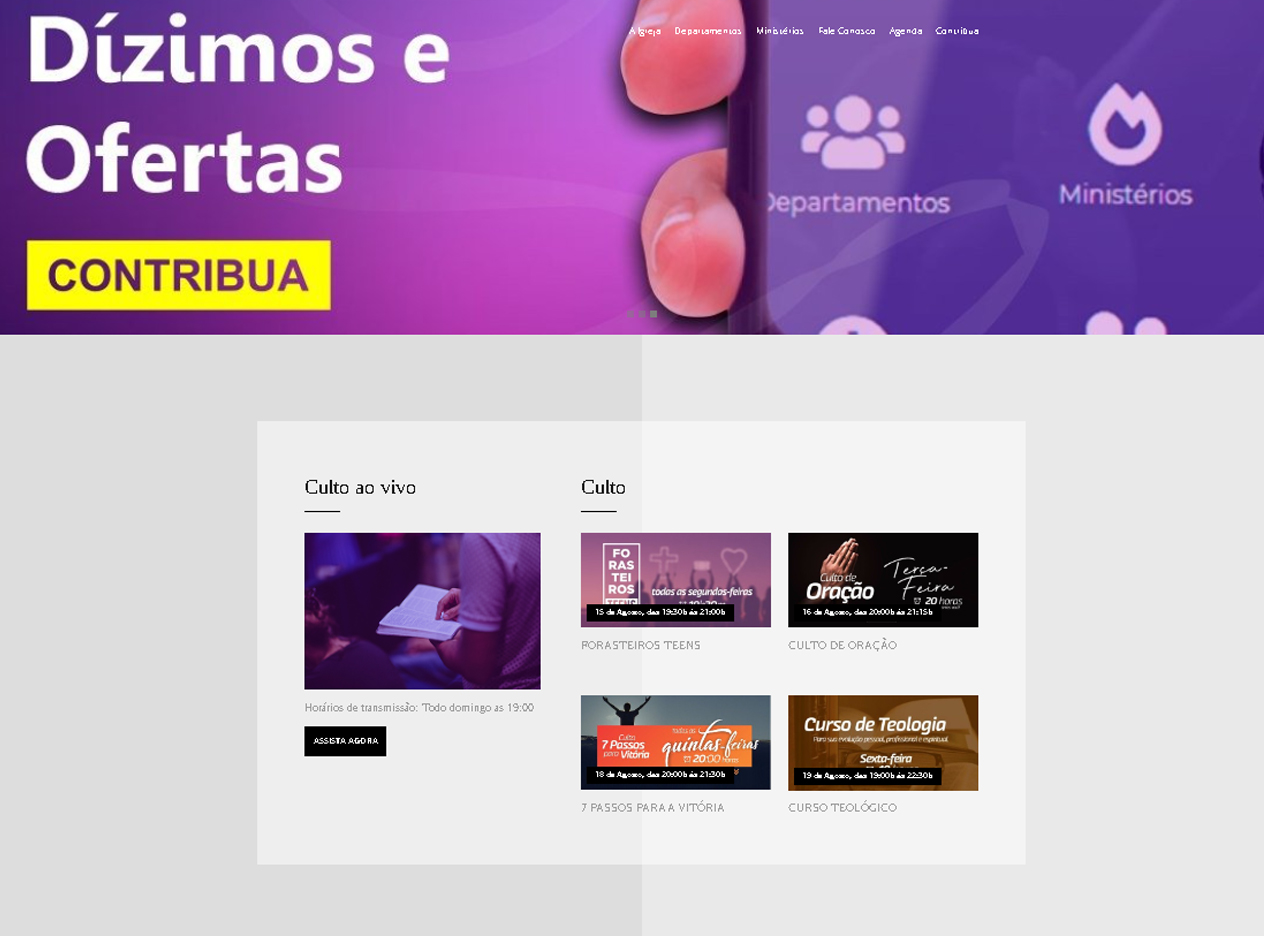 A Igreja Departamentos Ministérios Fale Conosco Agenda Contribua
Dízimos e
Ofertas
CONTRIBUA
Departamentos
Ministérios
Culto ao vivo
Horários de transmissão: Todo domingo as 19:00
ASSISTA AGORA
Culto
FO
RAS
TEI
ROS
TEENS
todas as segundas-feiras
15 de Agosto, das 19:30h às 21:00h
FORASTEIROS TEENS
Culto de
Oração
Terça-
Feira
20 horas
16 de Agosto, das 20:00h às 21:15h
CULTO DE ORAÇÃO
Culto
7 Passos
para Vitória
todas as
quintas-feiras
20:00 horas
18 de Agosto, das 20:00h às 21:30h
7 PASSOS PARA A VITÓRIA
Curso de Teologia
Para sua evolução pessoal, profissional e espiritual.
Sexta-feira
19 de Agosto, das 19:00h às 22:30h
CURSO TEOLÓGICO